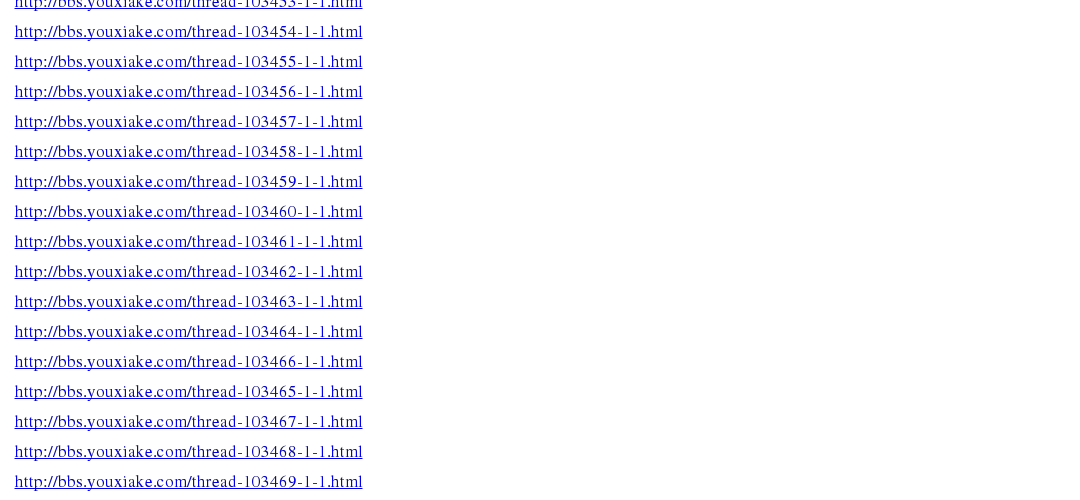 http://bbs.youxiake.com/thread-103453-1-1.html
http://bbs.youxiake.com/thread-103454-1-1.html
http://bbs.youxiake.com/thread-103455-1-1.html
http://bbs.youxiake.com/thread-103456-1-1.html
http://bbs.youxiake.com/thread-103457-1-1.html
http://bbs.youxiake.com/thread-103458-1-1.html
http://bbs.youxiake.com/thread-103459-1-1.html
http://bbs.youxiake.com/thread-103460-1-1.html
http://bbs.youxiake.com/thread-103461-1-1.html
http://bbs.youxiake.com/thread-103462-1-1.html
http://bbs.youxiake.com/thread-103463-1-1.html
http://bbs.youxiake.com/thread-103464-1-1.html
http://bbs.youxiake.com/thread-103466-1-1.html
http://bbs.youxiake.com/thread-103465-1-1.html
http://bbs.youxiake.com/thread-103467-1-1.html
http://bbs.youxiake.com/thread-103468-1-1.html
http://bbs.youxiake.com/thread-103469-1-1.html